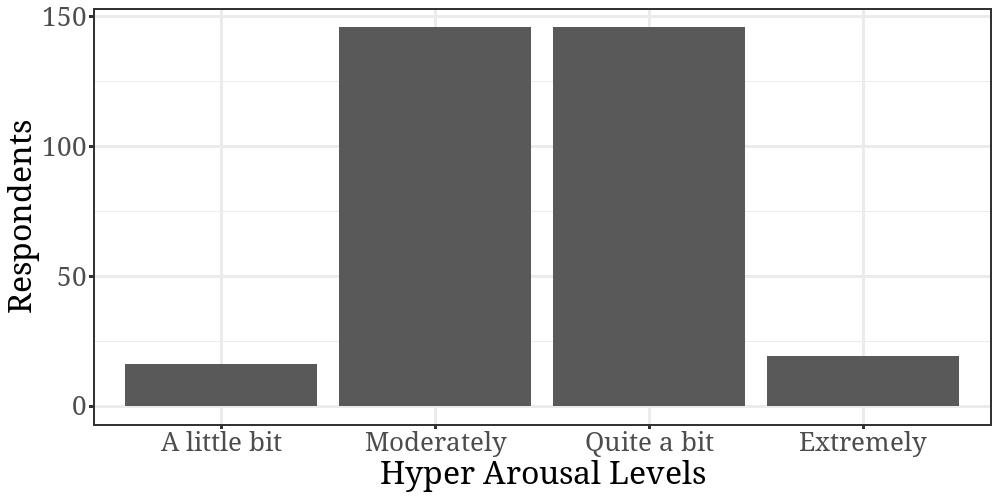 150
100
50
0
Respondents
A little bit Moderately Quite a bit Extremely
Hyper Arousal Levels